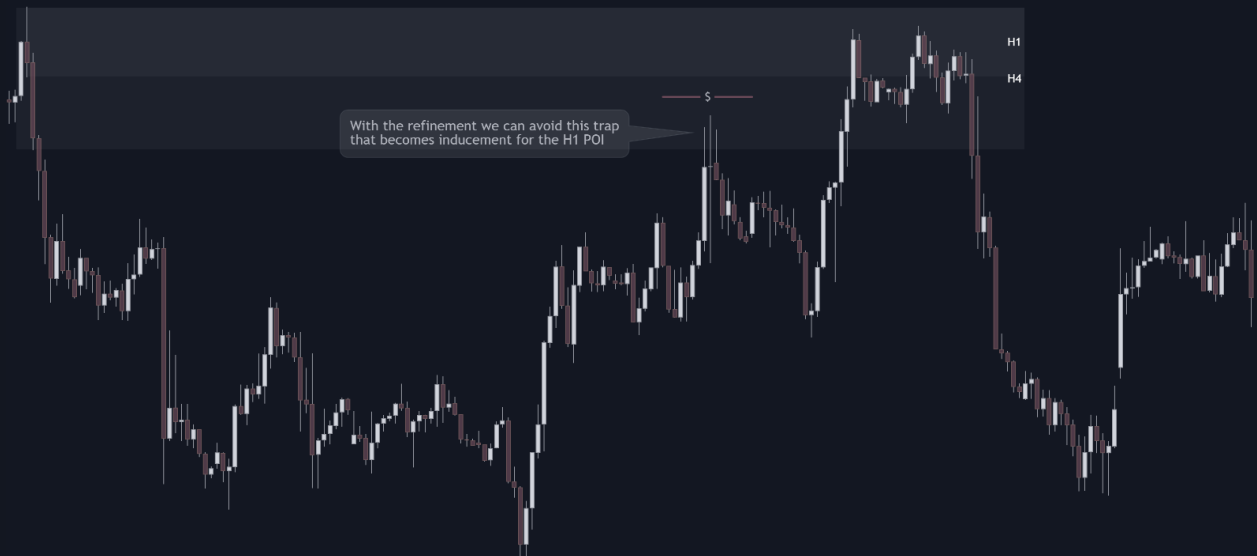 H1
H4
$
With the refinement we can avoid this trap
that becomes inducement for the H1 POI